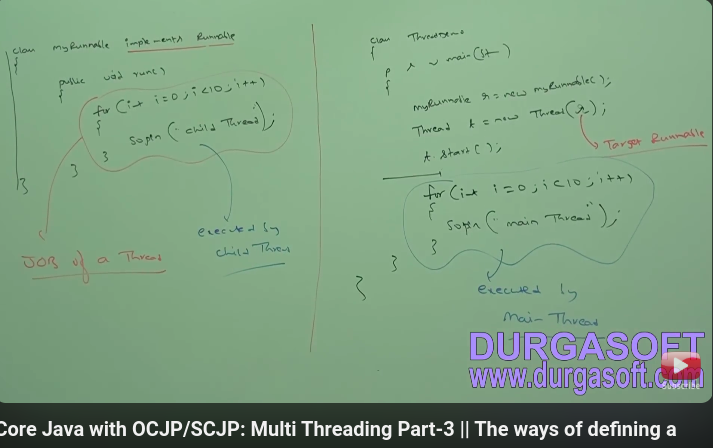 class myRunnable implements Runnable
{
public void run()
{
for (int i=0; i<10; i++)
{
Sopln ("child Thread");
}
}
}
JOB of a Thread
executed by
child Thread
class ThreadDemo
{
p s v main(St )
{
myRunnable r = new myRunnable();
Thread t = new Thread(r);
Target Runnable
t.start();
for (int i=0; i<10; i++)
{
Sopln ("main Thread");
}
}
}
executed by
Main Thread
DURGASOFT
www.durgasoft.com
SUBSCRIBE
Core Java with OCJP/SCJP: Multi Threading Part-3 || The ways of defining a